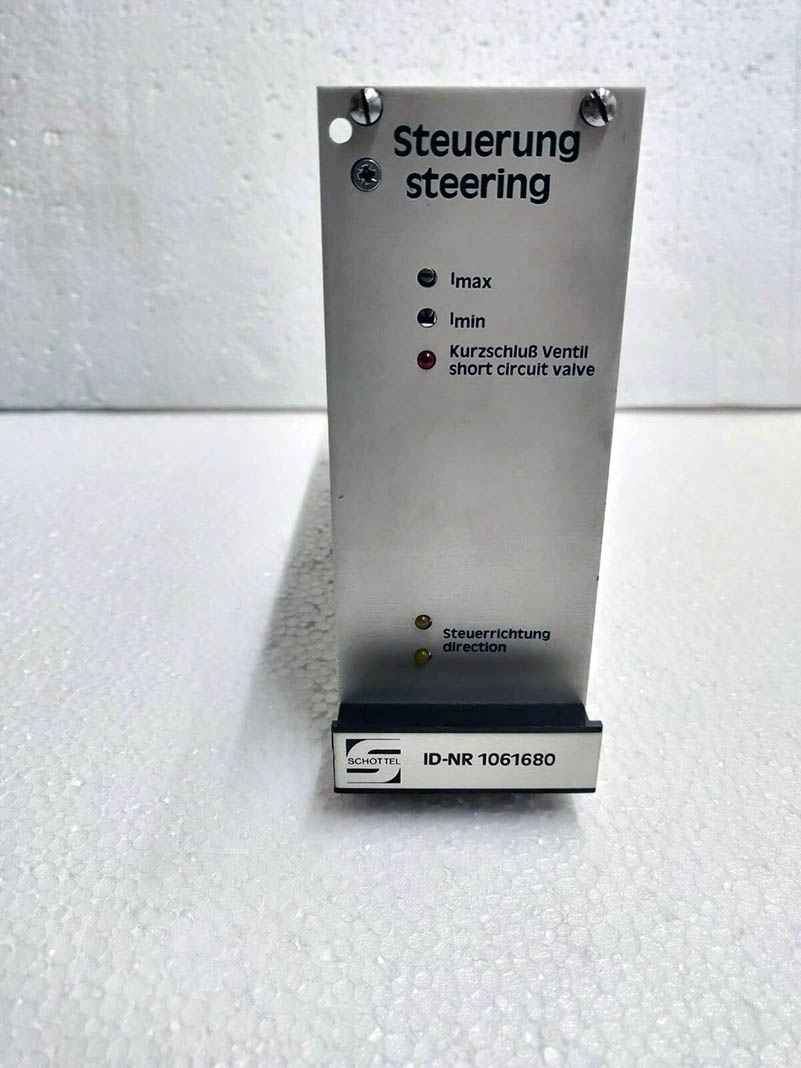 Steuerung
steering
Imax
Imin
Kurzschluß Ventil
short circuit valve
Steuerrichtung
direction
SCHOTTEL
ID-NR 1061680